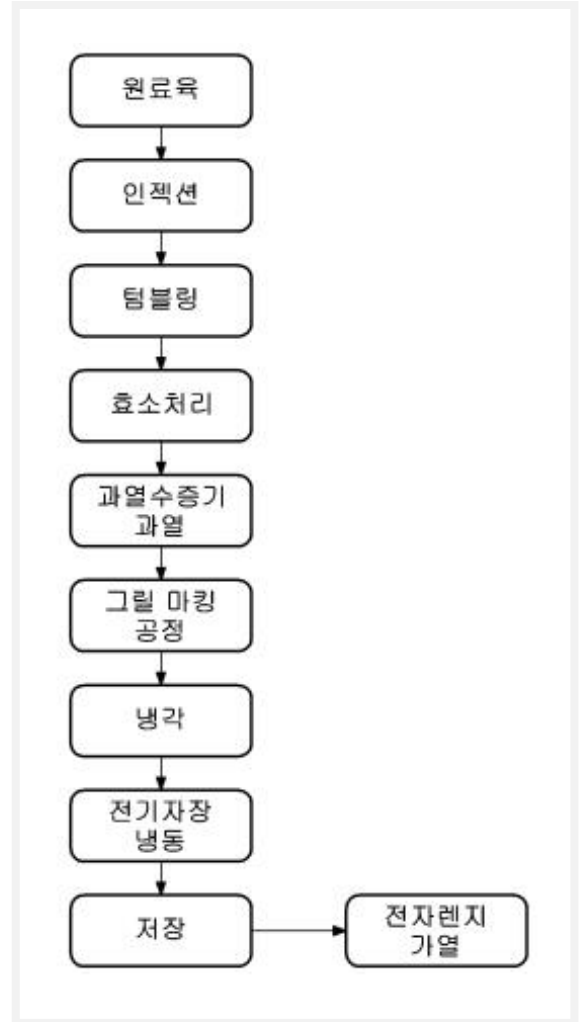 원료육
인젝션
텀블링
효소처리
과열수증기
과열
그릴 마킹
공정
냉각
전기자장
냉동
저장
전자렌지
가열